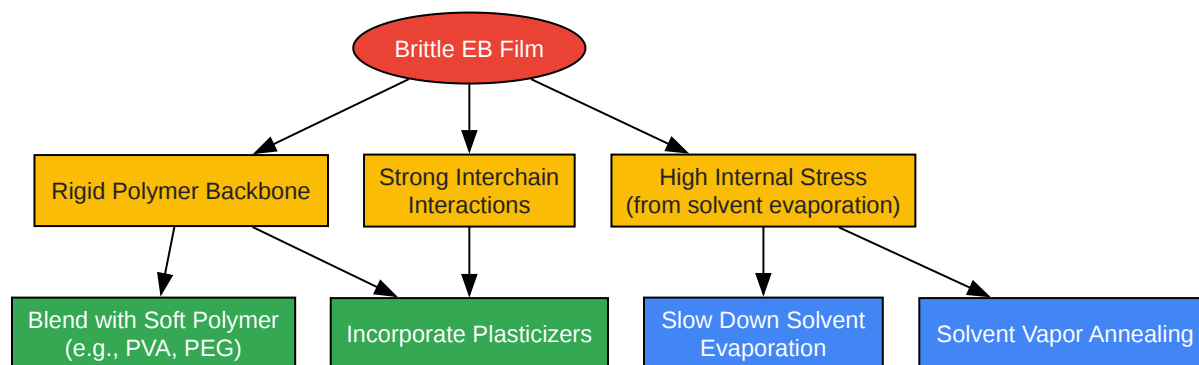 Brittle EB Film
Rigid Polymer Backbone
Strong Interchain
Interactions
High Internal Stress
(from solvent evaporation)
Blend with Soft Polymer
(e.g., PVA, PEG)
Incorporate Plasticizers
Slow Down Solvent
Evaporation
Solvent Vapor Annealing